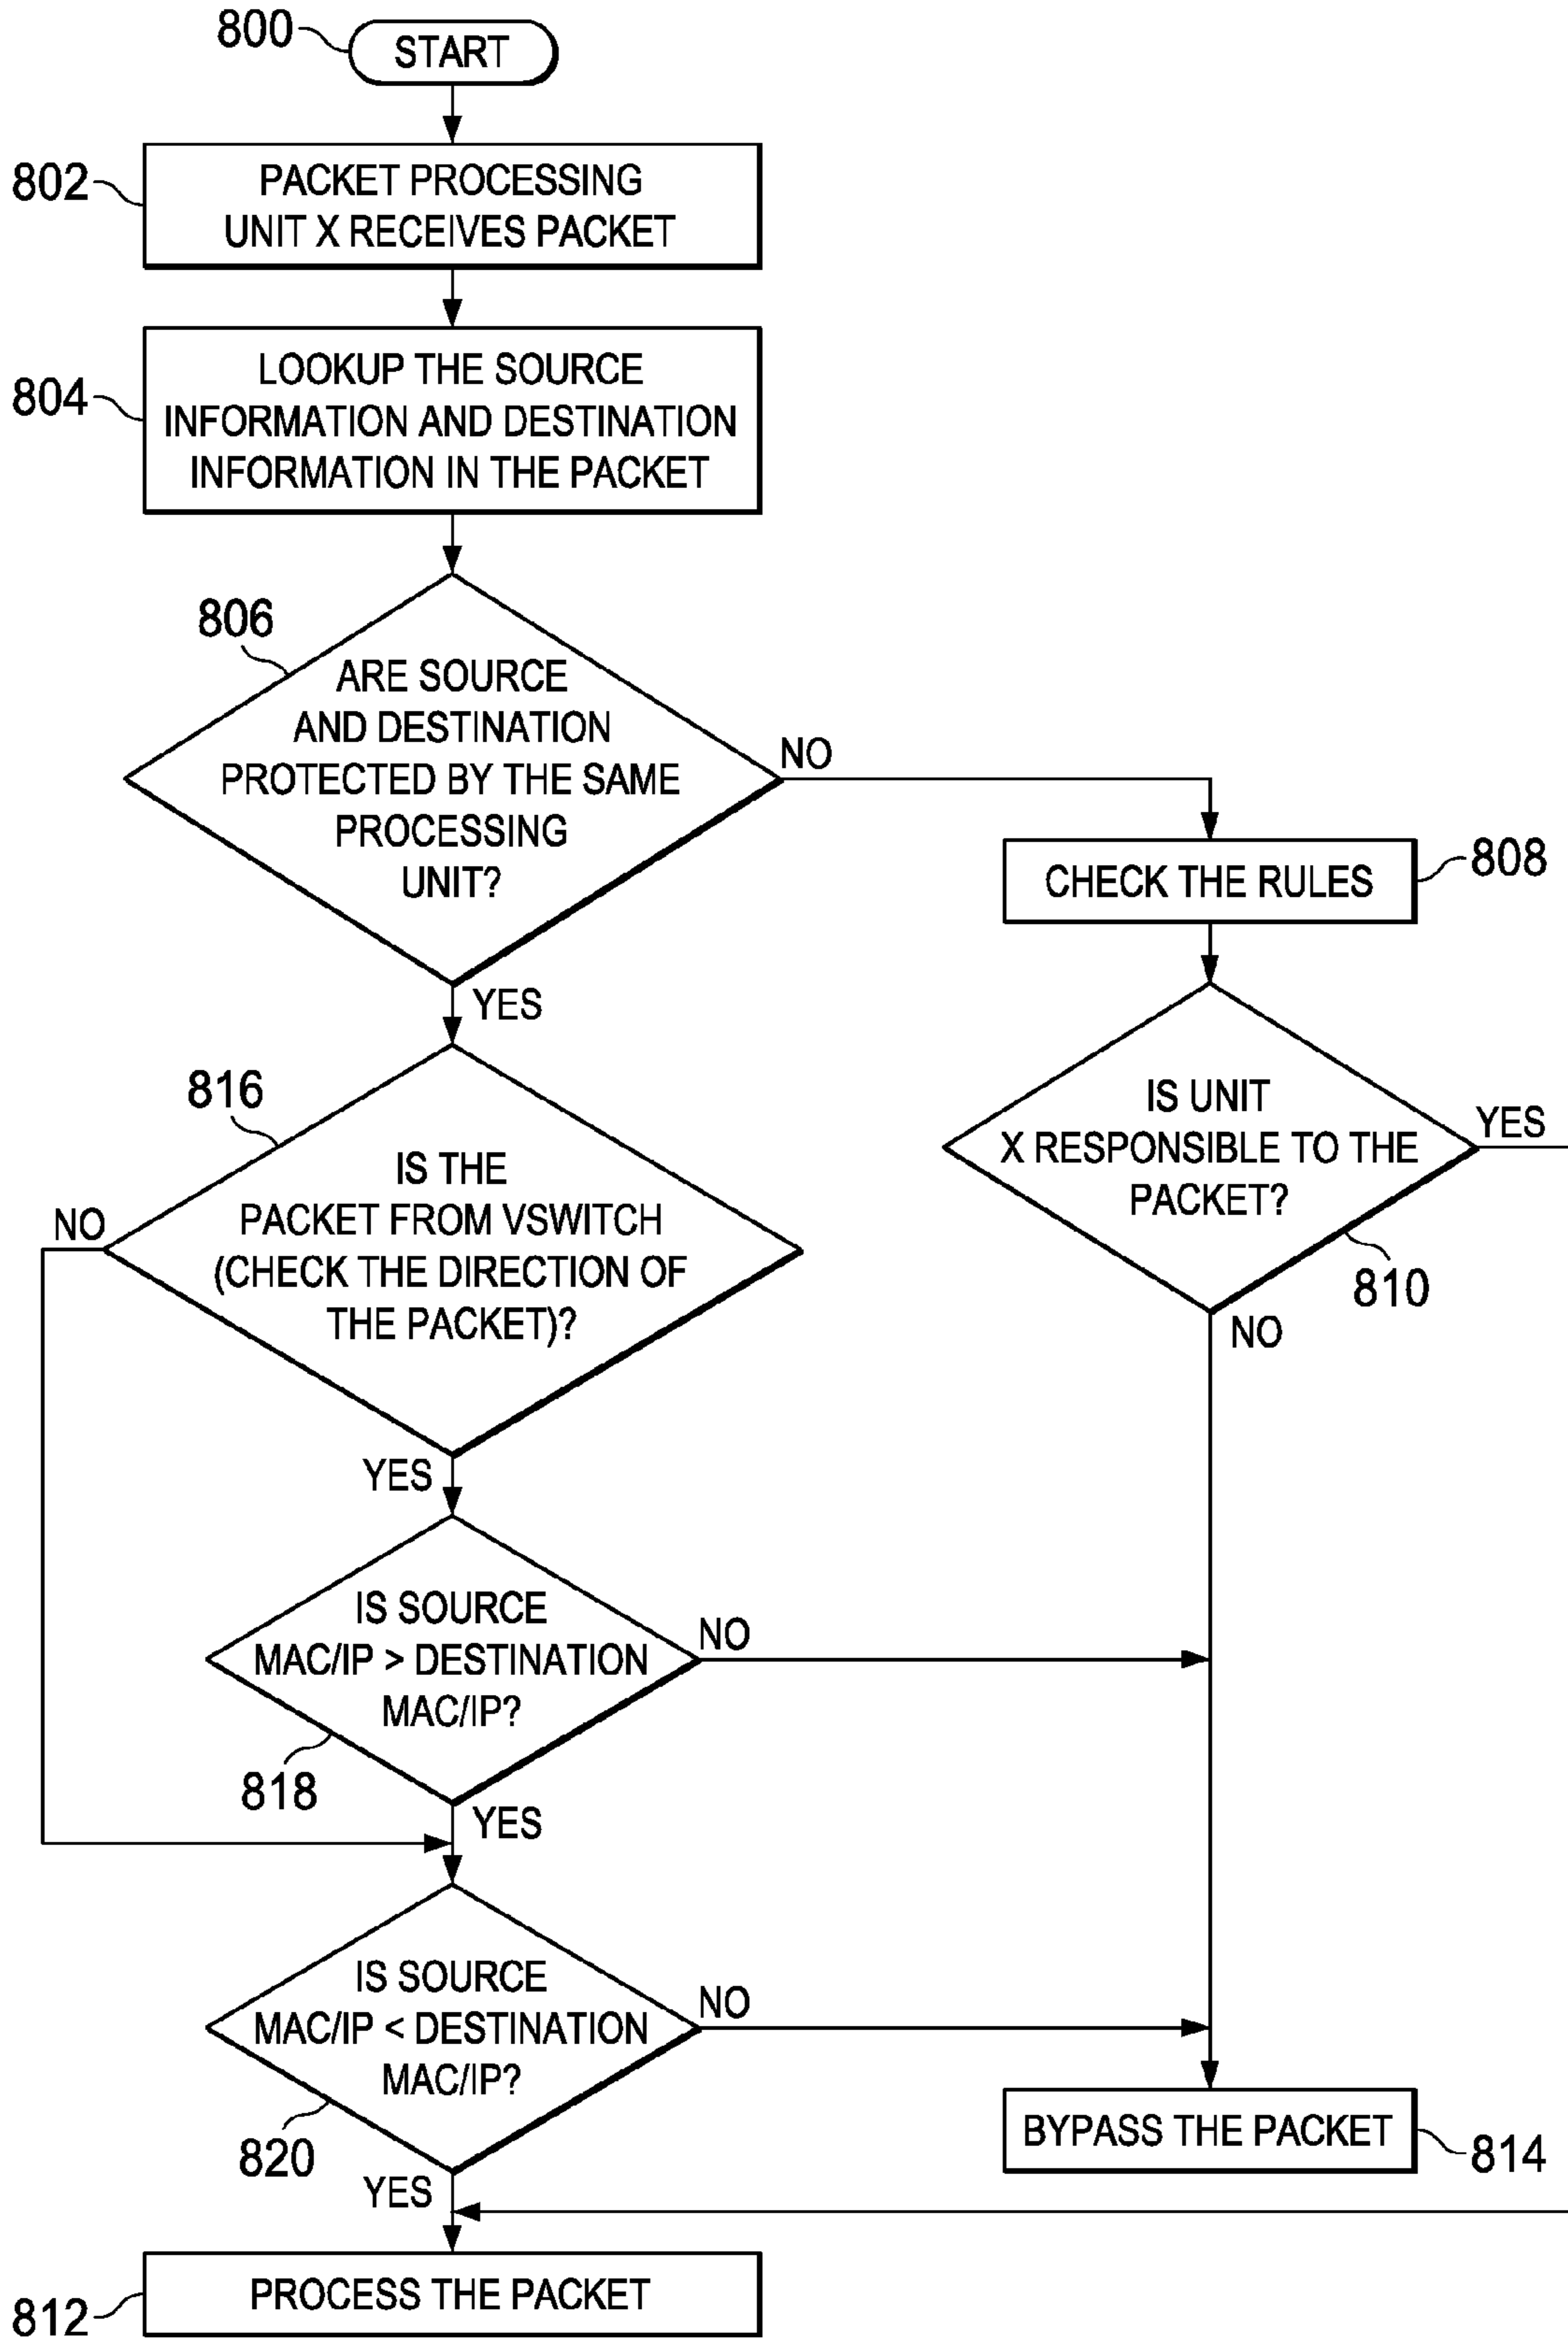 800
START
802
PACKET PROCESSING
UNIT X RECEIVES PACKET
804
LOOKUP THE SOURCE
INFORMATION AND DESTINATION
INFORMATION IN THE PACKET
806
ARE SOURCE
AND DESTINATION
PROTECTED BY THE SAME
PROCESSING
UNIT?
NO
YES
808
CHECK THE RULES
IS UNIT
X RESPONSIBLE TO THE
PACKET?
YES
810
NO
816
IS THE
PACKET FROM VSWITCH
(CHECK THE DIRECTION OF
THE PACKET)?
NO
YES
IS SOURCE
MAC/IP > DESTINATION
MAC/IP?
NO
818
YES
IS SOURCE
MAC/IP < DESTINATION
MAC/IP?
NO
820
YES
BYPASS THE PACKET
814
PROCESS THE PACKET
812